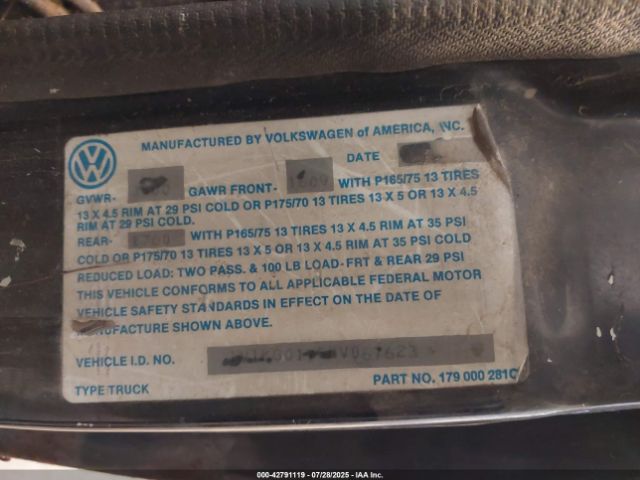 MANUFACTURED BY VOLKSWAGEN of AMERICA, INC.
DATE
GVWR- GAWR FRONT- WITH P165/75 13 TIRES
13 X 4.5 RIM AT 29 PSI COLD OR P175/70 13 TIRES 13 X 5 OR 13 X 4.5
RIM AT 29 PSI COLD.
REAR- WITH P165/75 13 TIRES 13 X 4.5 RIM AT 35 PSI
COLD OR P175/70 13 TIRES 13 X 5 OR 13 X 4.5 RIM AT 35 PSI COLD
REDUCED LOAD: TWO PASS. & 100 LB LOAD-FRT & REAR 29 PSI
THIS VEHICLE CONFORMS TO ALL APPLICABLE FEDERAL MOTOR
VEHICLE SAFETY STANDARDS IN EFFECT ON THE DATE OF
MANUFACTURE SHOWN ABOVE.
VEHICLE I.D. NO.
TYPE TRUCK PART NO. 179 000 281C
000-42791119 - 07/28/2025 - IAA Inc.